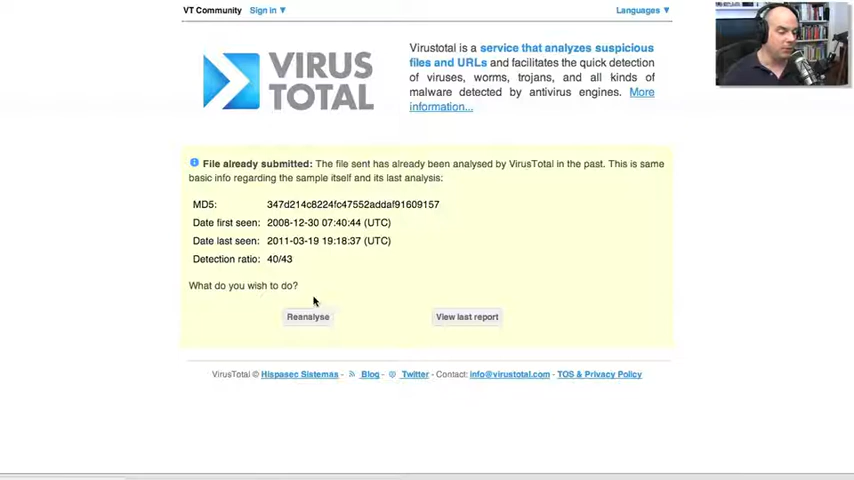 VT Community Sign in ▼ Languages ▼
VIRUS
TOTAL
Virustotal is a service that analyzes suspicious
files and URLs and facilitates the quick detection
of viruses, worms, trojans, and all kinds of
malware detected by antivirus engines. More
information...
File already submitted: The file sent has already been analysed by VirusTotal in the past. This is same
basic info regarding the sample itself and its last analysis:
MD5: 347d214c8224fc47552addaf91609157
Date first seen: 2008-12-30 07:40:44 (UTC)
Date last seen: 2011-03-19 19:18:37 (UTC)
Detection ratio: 40/43
What do you wish to do?
Reanalyse View last report
VirusTotal © Hispasec Sistemas - Blog - Twitter - Contact: info@virustotal.com - TOS & Privacy Policy